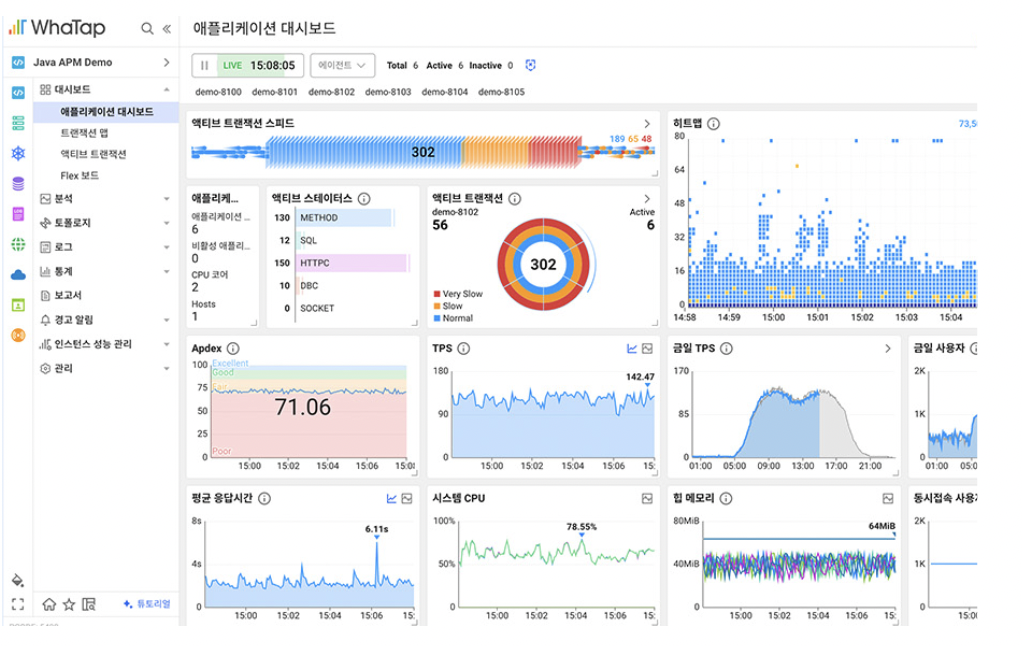 WhaTap
애플리케이션 대시보드
Java APM Demo
LIVE 15:08:05
에이전트
Total 6 Active 6 Inactive 0
demo-8100 demo-8101 demo-8102 demo-8103 demo-8104 demo-8105
대시보드
애플리케이션 대시보드
트랜잭션 맵
액티브 트랜잭션
Flex 보드
분석
토폴로지
로그
통계
보고서
경고 알림
인스턴스 성능 관리
관리
튜토리얼
액티브 트랜잭션 스피드
189 65 48
302
히트맵
73,5
80
64
48
32
16
0
14:58 14:59 15:00 15:01 15:02 15:03 15:04
애플리케...
애플리케이션 ...
6
비활성 애플리...
0
CPU 코어
2
Hosts
1
액티브 스테이터스
130 METHOD
12 SQL
150 HTTPC
10 DBC
0 SOCKET
액티브 트랜잭션
demo-8102
56
Active
6
302
Very Slow
Slow
Normal
Apdex
100
75
50
25
0
Excellent
Good
Fair
71.06
Poor
15:00 15:02 15:04 15:06 15:0
TPS
180
90
0
142.47
15:00 15:02 15:04 15:06 15:
금일 TPS
170
85
0
01:00 05:00 09:00 13:00 17:00 21:00
금일 사용자
2K
1K
0
01:00 05:0
평균 응답시간
8s
4s
0
6.11s
15:00 15:02 15:04 15:06 15:
시스템 CPU
100%
50%
0
78.55%
15:00 15:02 15:04 15:06 15:
힙 메모리
80MiB
40MiB
0
64MiB
15:00 15:02 15:04 15:06 15:
동시접속 사용
2K
1K
0
15:00